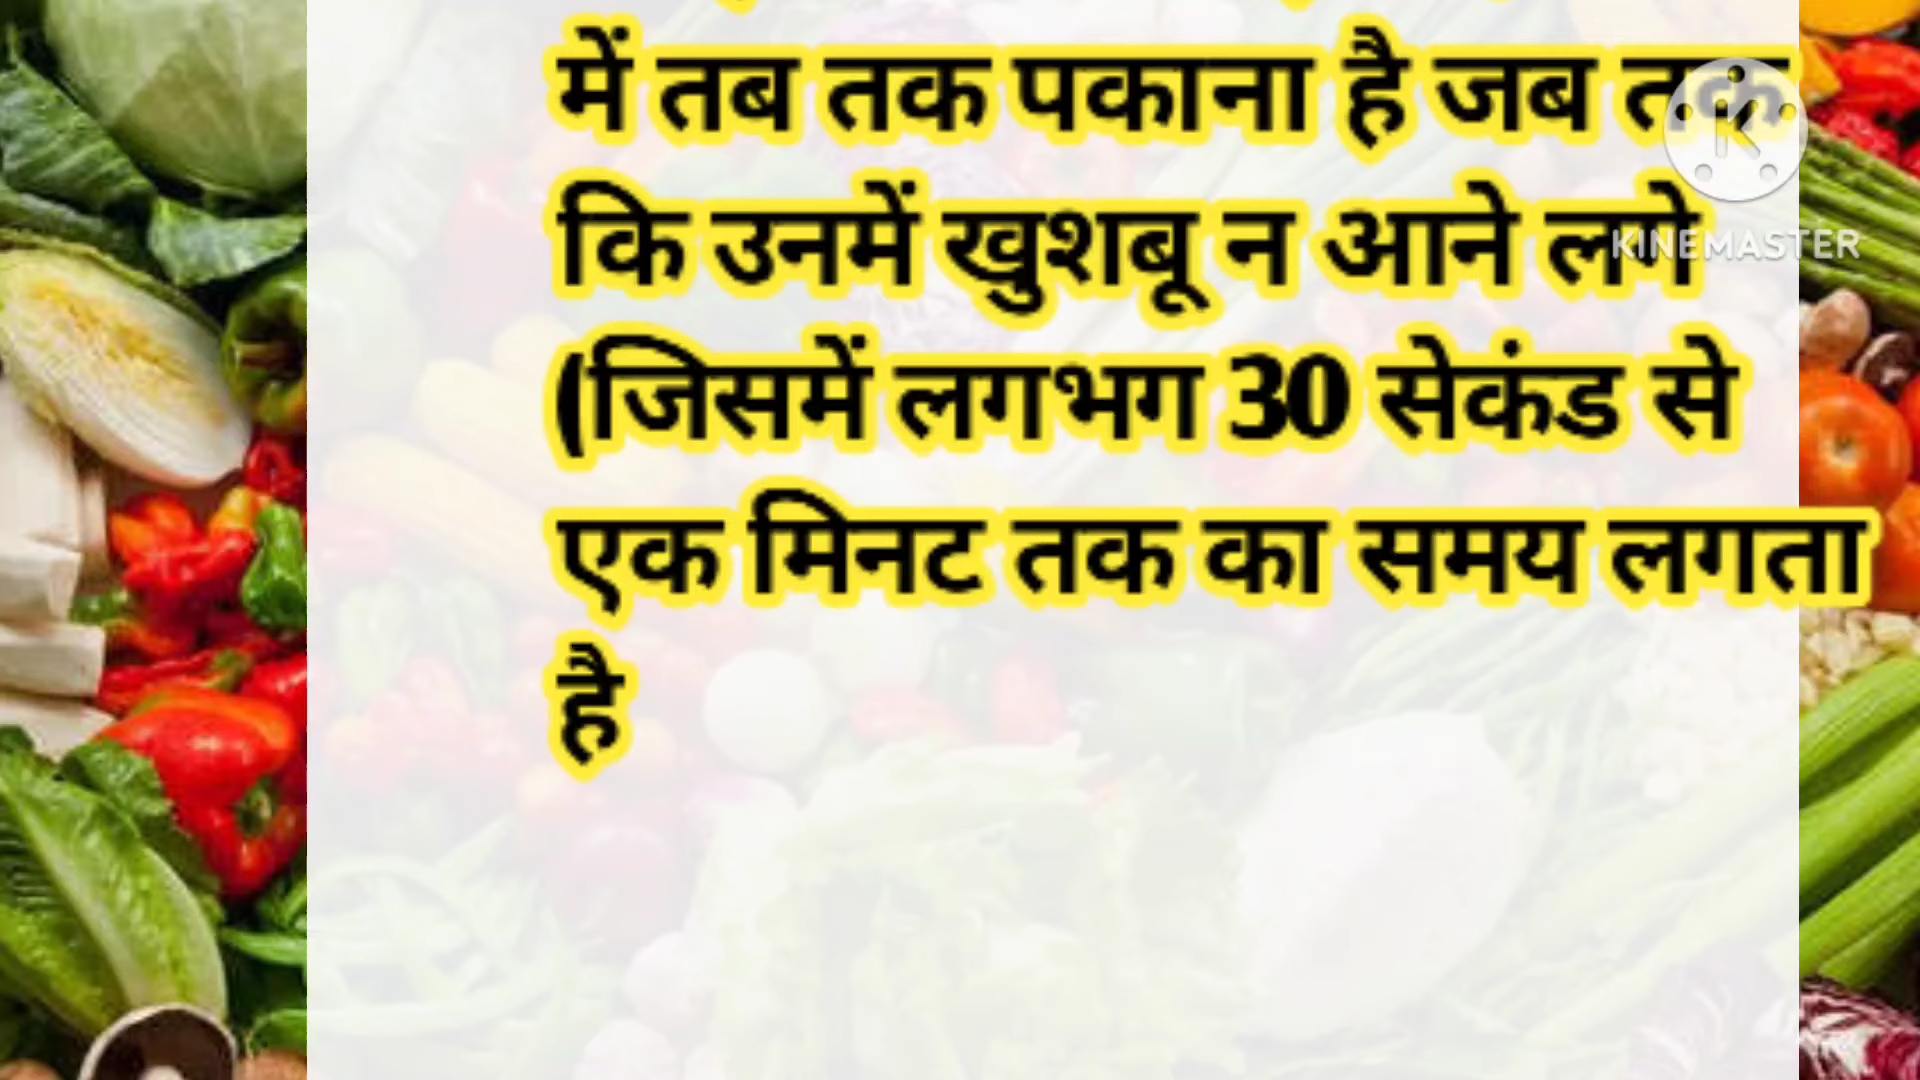 में तब तक पकाना है जब तक
कि उनमें खुशबू न आने लगे
KINEMASTER
(जिसमें लगभग 30 सेकंड से
एक मिनट तक का समय लगता
है